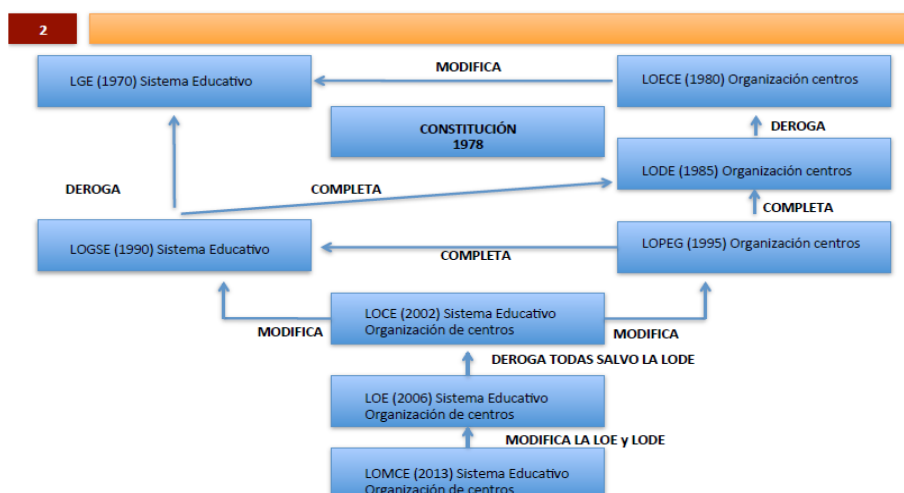 2
MODIFICA
LGE (1970) Sistema Educativo
LOECE (1980) Organización centros
CONSTITUCIÓN
1978
DEROGA
LODE (1985) Organización centros
DEROGA
COMPLETA
COMPLETA
LOGSE (1990) Sistema Educativo
COMPLETA
LOPEG (1995) Organización centros
LOCE (2002) Sistema Educativo
Organización de centros
MODIFICA
MODIFICA
DEROGA TODAS SALVO LA LODE
LOE (2006) Sistema Educativo
Organización de centros
MODIFICA LA LOE y LODE
LOMCE (2013) Sistema Educativo
Organización de centros